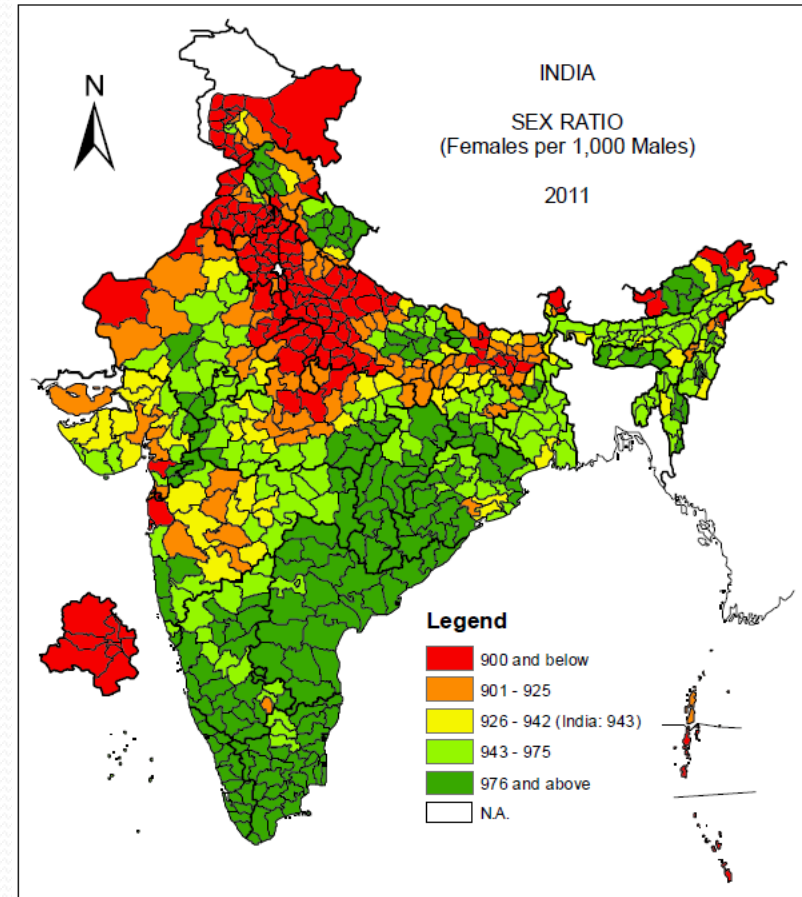 N
INDIA
SEX RATIO
(Females per 1,000 Males)
2011
Legend
900 and below
901 - 925
926 - 942 (India: 943)
943 - 975
976 and above
N.A.